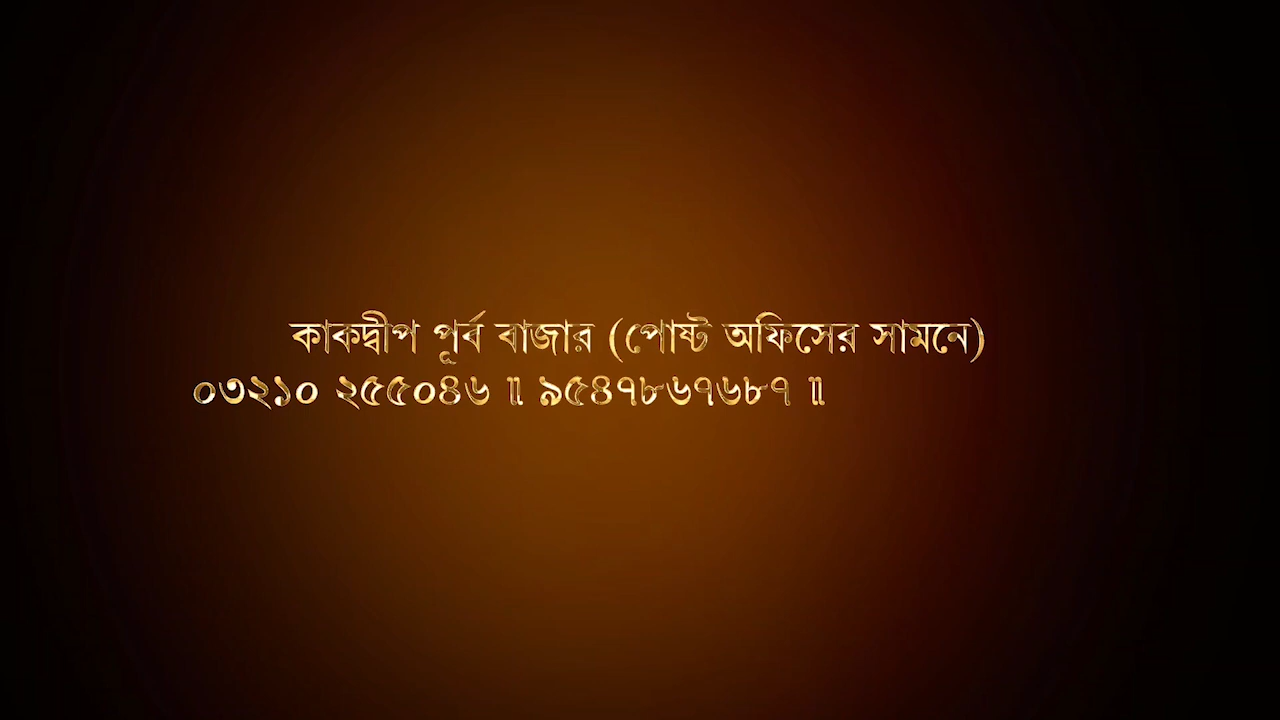 কাকদ্বীপ পূর্ব বাজার (পোষ্ট অফিসের সামনে)
০৩২১০ ২৫৫০৪৬ ॥ ৯৫৪৭৮৬৭৬৮৭ ॥